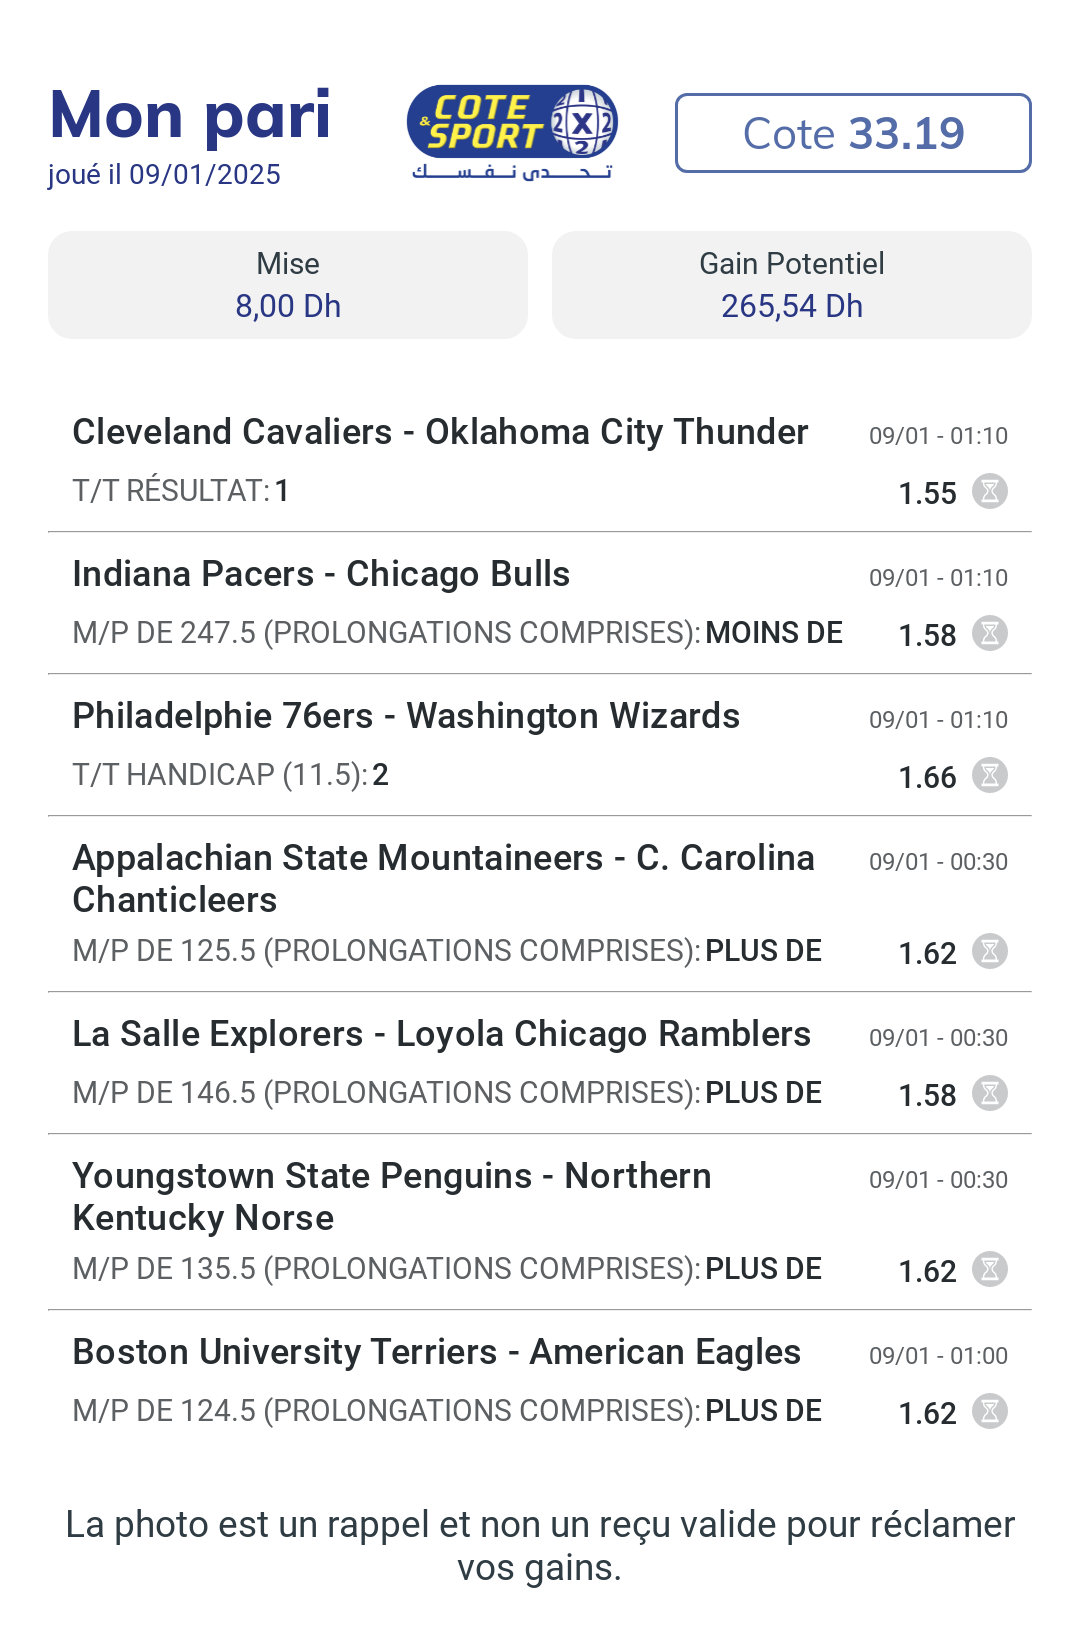 Mon pari
joué il 09/01/2025
COTE
& SPORT
1
2 X 2
2
تحدى نفسك
Cote 33.19
Mise
8,00 Dh
Gain Potentiel
265,54 Dh
Cleveland Cavaliers - Oklahoma City Thunder 09/01 - 01:10
T/T RÉSULTAT: 1 1.55
Indiana Pacers - Chicago Bulls 09/01 - 01:10
M/P DE 247.5 (PROLONGATIONS COMPRISES): MOINS DE 1.58
Philadelphie 76ers - Washington Wizards 09/01 - 01:10
T/T HANDICAP (11.5): 2 1.66
Appalachian State Mountaineers - C. Carolina 09/01 - 00:30
Chanticleers
M/P DE 125.5 (PROLONGATIONS COMPRISES): PLUS DE 1.62
La Salle Explorers - Loyola Chicago Ramblers 09/01 - 00:30
M/P DE 146.5 (PROLONGATIONS COMPRISES): PLUS DE 1.58
Youngstown State Penguins - Northern 09/01 - 00:30
Kentucky Norse
M/P DE 135.5 (PROLONGATIONS COMPRISES): PLUS DE 1.62
Boston University Terriers - American Eagles 09/01 - 01:00
M/P DE 124.5 (PROLONGATIONS COMPRISES): PLUS DE 1.62
La photo est un rappel et non un reçu valide pour réclamer
vos gains.